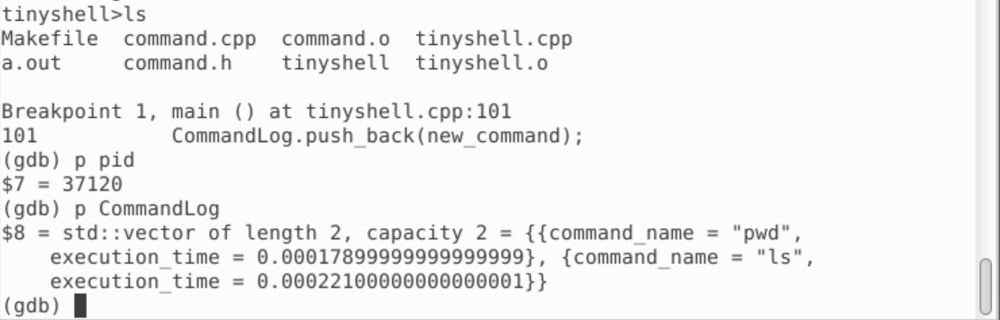 tinyshell>ls
Makefile  command.cpp  command.o  tinyshell.cpp
a.out     command.h    tinyshell  tinyshell.o
Breakpoint 1, main () at tinyshell.cpp:101
101           CommandLog.push_back(new_command);
(gdb) p pid
$7 = 37120
(gdb) p CommandLog
$8 = std::vector of length 2, capacity 2 = {{command_name = "pwd",
    execution_time = 0.00017899999999999999}, {command_name = "ls",
    execution_time = 0.00022100000000000001}}
(gdb)